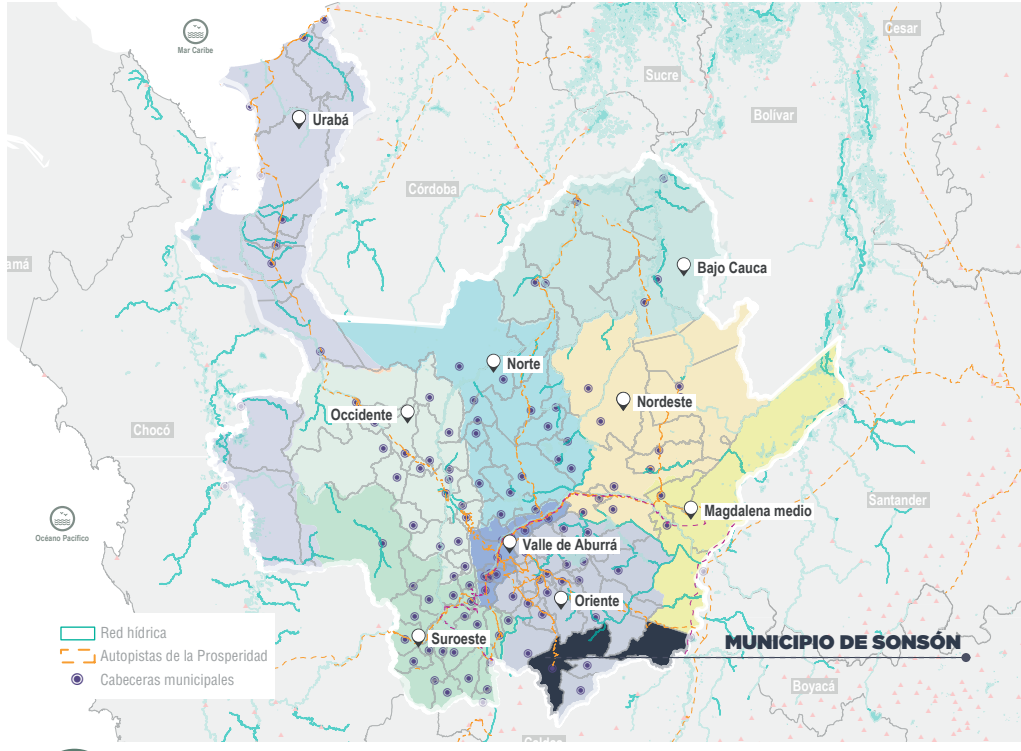 Mar Caribe
Cesar
Sucre
Bolívar
Urabá
Córdoba
amá
Bajo Cauca
Norte
Nordeste
Occidente
Chocó
Santander
Magdalena medio
Océano Pacífico
Valle de Aburrá
Oriente
Suroeste
Red hídrica
Autopistas de la Prosperidad
Cabeceras municipales
MUNICIPIO DE SONSÓN
Boyacá